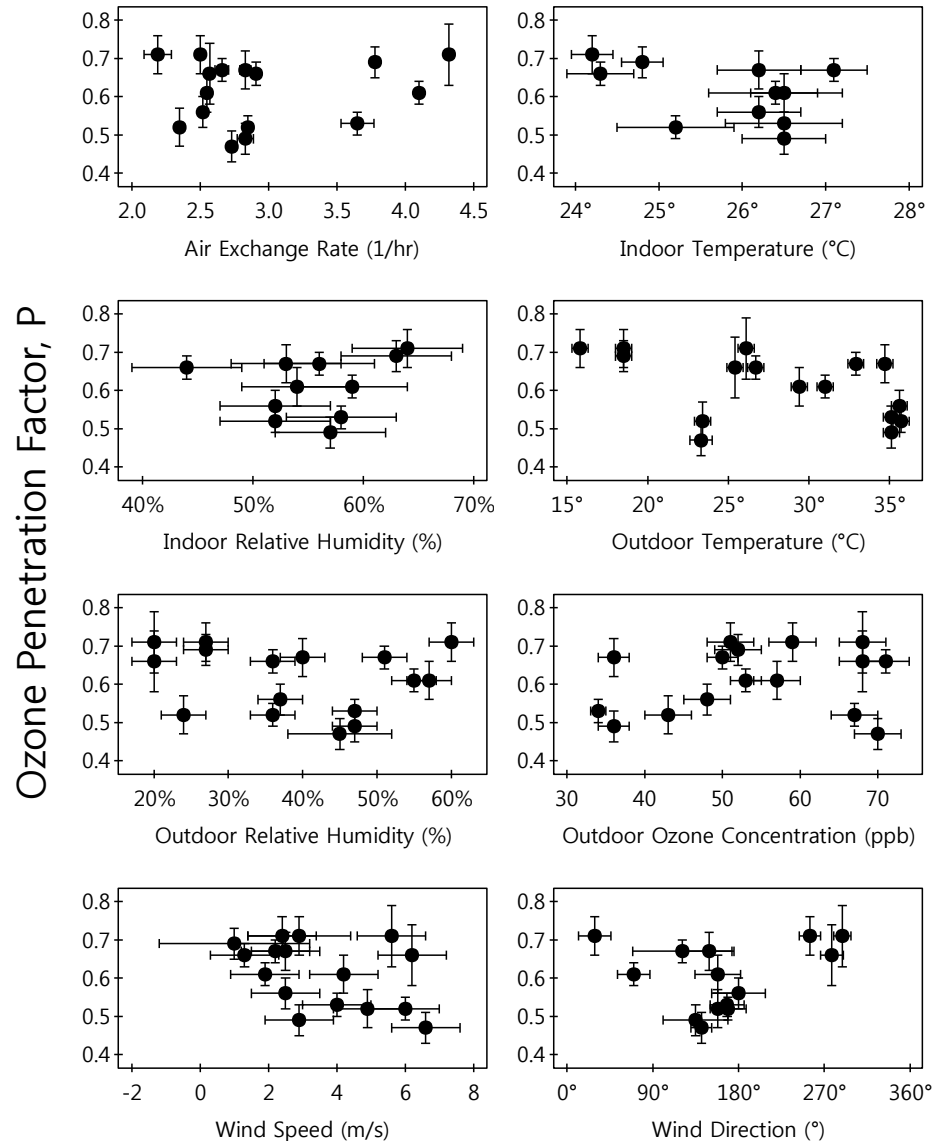 Ozone Penetration Factor, P
0.8
0.7
0.6
0.5
0.4
2.0 2.5 3.0 3.5 4.0 4.5
Air Exchange Rate (1/hr)
0.8
0.7
0.6
0.5
0.4
24° 25° 26° 27° 28°
Indoor Temperature (°C)
0.8
0.7
0.6
0.5
0.4
40% 50% 60% 70%
Indoor Relative Humidity (%)
0.8
0.7
0.6
0.5
0.4
15° 20° 25° 30° 35°
Outdoor Temperature (°C)
0.8
0.7
0.6
0.5
0.4
20% 30% 40% 50% 60%
Outdoor Relative Humidity (%)
0.8
0.7
0.6
0.5
0.4
30 40 50 60 70
Outdoor Ozone Concentration (ppb)
0.8
0.7
0.6
0.5
0.4
-2 0 2 4 6 8
Wind Speed (m/s)
0.8
0.7
0.6
0.5
0.4
0° 90° 180° 270° 360°
Wind Direction (°)